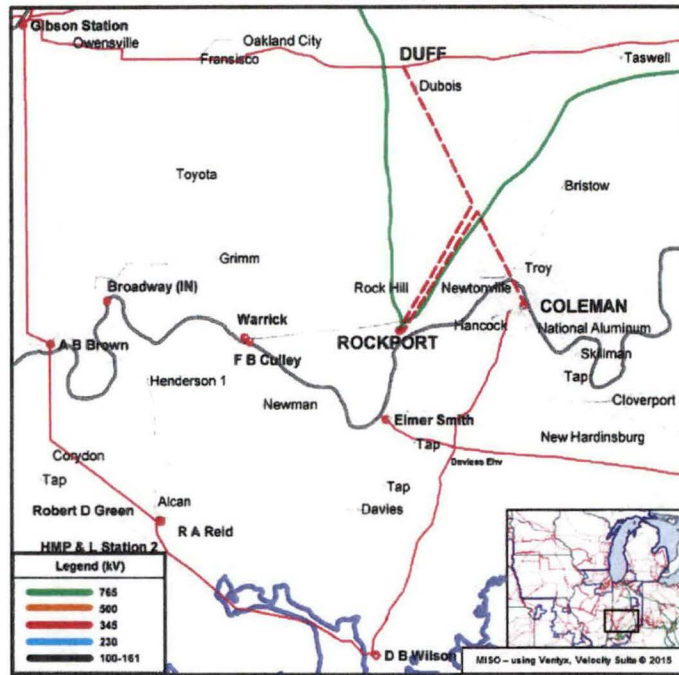 Gibson Station
Owensville
Oakland City
Fransisco
DUFF
Dubois
Taswell
Toyota
Bristow
Grimm
Broadway (IN)
Rock Hill
Newtonville
Troy
COLEMAN
Warrick
ROCKPORT
Hancock
National Aluminum
A B Brown
F B Culley
Skillman
Tap
Henderson 1
Newman
Cloverport
Elmer Smith
Tap
New Hardinsburg
Corydon
Tap
Daviess Ehv
Tap
Davies
Alcan
Robert D Green
R A Reid
HMP & L Station 2
Legend (kV)
765
500
345
230
100-161
D B Wilson
MISO – using Ventyx, Velocity Suite © 2015